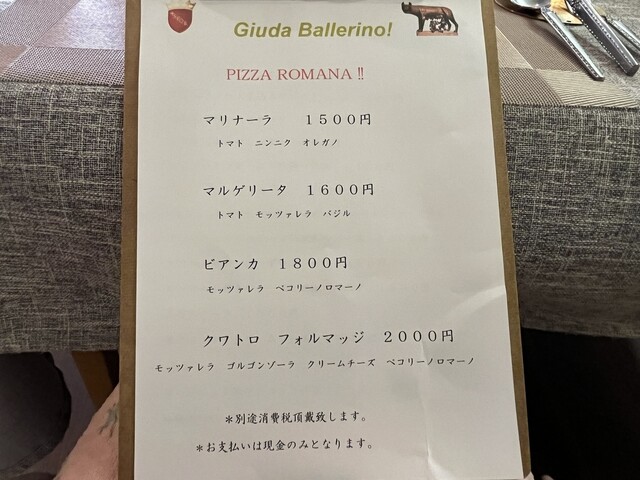 Giuda Ballerino!
PIZZA ROMANA !!
マリナーラ １５００円
トマト ニンニク オレガノ
マルゲリータ １６００円
トマト モッツァレラ バジル
ビアンカ １８００円
モッツァレラ ペコリーノロマーノ
クワトロ フォルマッジ ２０００円
モッツァレラ ゴルゴンゾーラ クリームチーズ ペコリーノロマーノ
＊別途消費税頂戴致します。
＊お支払いは現金のみとなります。